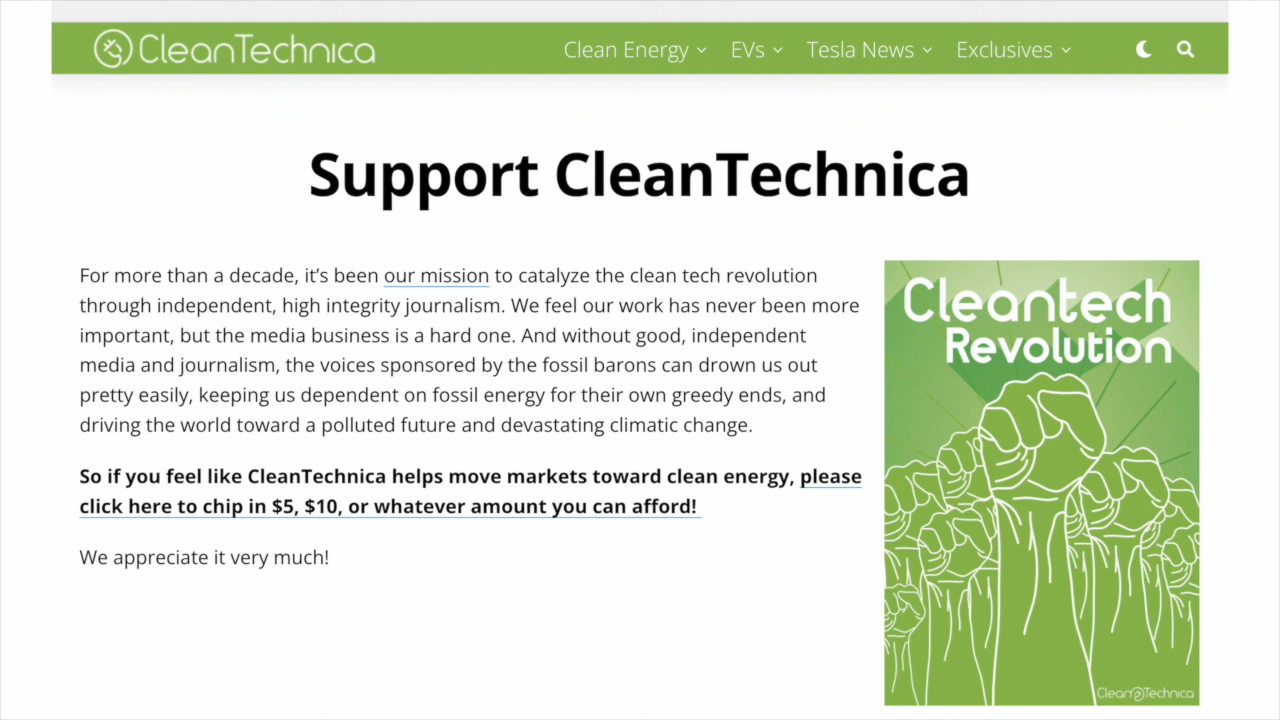 CleanTechnica
Clean Energy
EVs
Tesla News
Exclusives
Support CleanTechnica
For more than a decade, it’s been our mission to catalyze the clean tech revolution
through independent, high integrity journalism. We feel our work has never been more
important, but the media business is a hard one. And without good, independent
media and journalism, the voices sponsored by the fossil barons can drown us out
pretty easily, keeping us dependent on fossil energy for their own greedy ends, and
driving the world toward a polluted future and devastating climatic change.
So if you feel like CleanTechnica helps move markets toward clean energy, please
click here to chip in $5, $10, or whatever amount you can afford!
We appreciate it very much!
Cleantech
Revolution
CleanTechnica